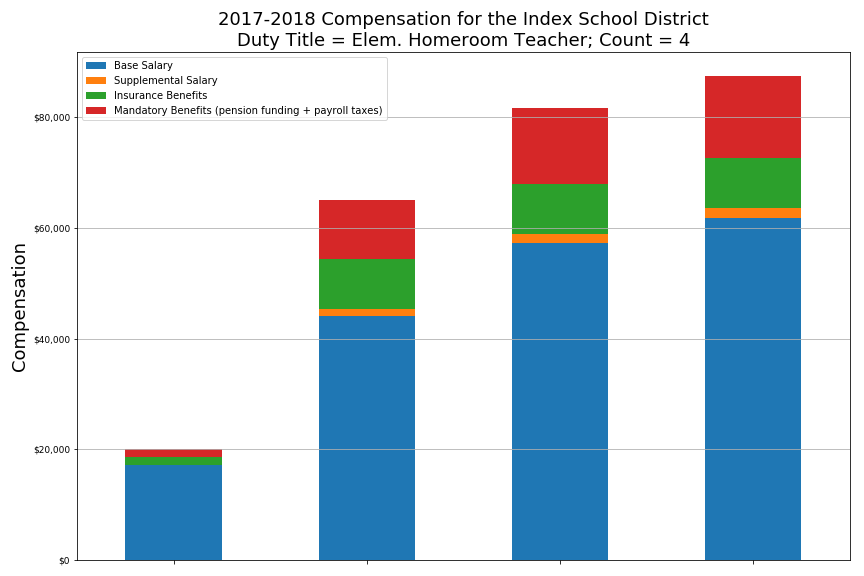 2017-2018 Compensation for the Index School District
Duty Title = Elem. Homeroom Teacher; Count = 4
Base Salary
Supplemental Salary
Insurance Benefits
Mandatory Benefits (pension funding + payroll taxes)
$80,000
$60,000
$40,000
$20,000
$0
Compensation